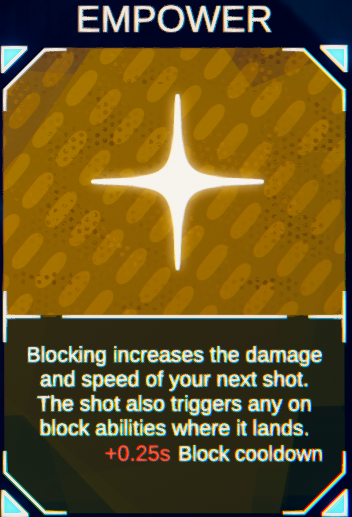 EMPOWER
Blocking increases the damage
and speed of your next shot.
The shot also triggers any on
block abilities where it lands.
+0.25s Block cooldown